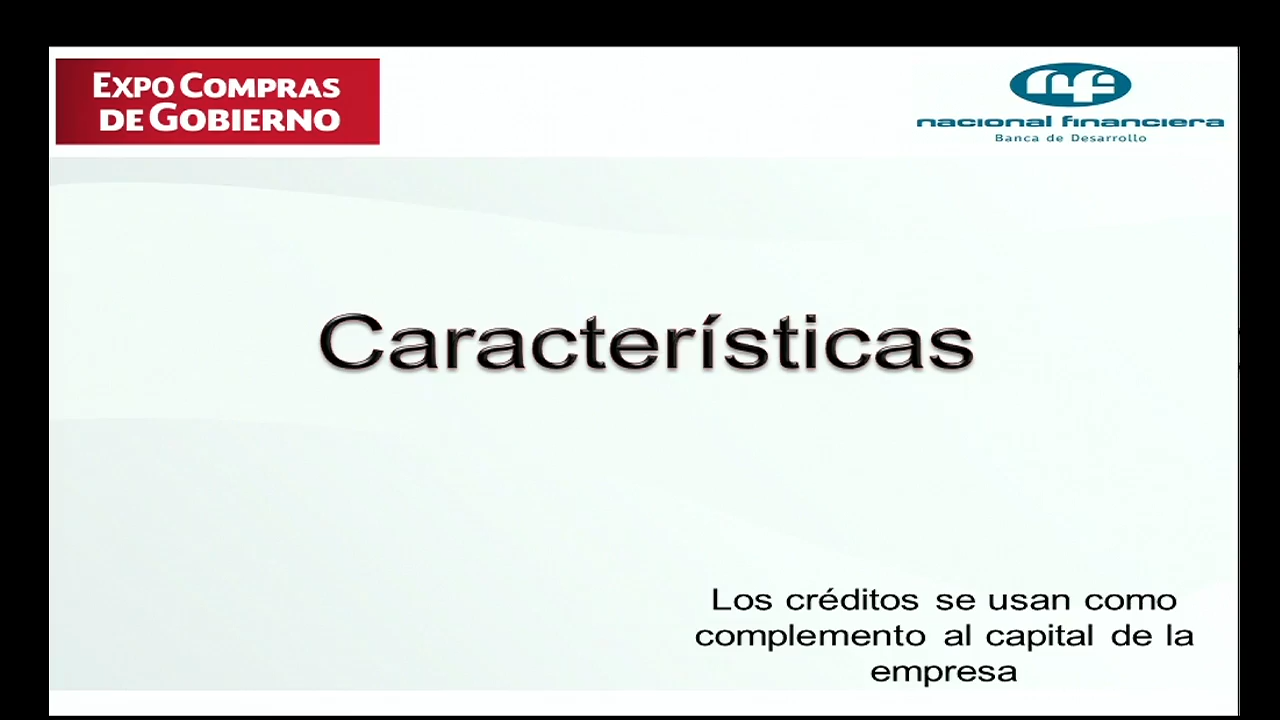 EXPO COMPRAS
DE GOBIERNO
nf
nacional financiera
Banca de Desarrollo
Características
Los créditos se usan como
complemento al capital de la
empresa